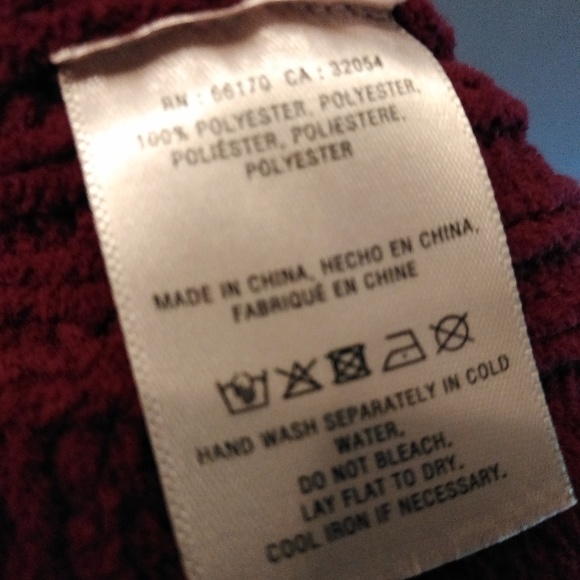 RN : 66170 CA : 32054
100% POLYESTER, POLYESTER,
POLIÉSTER, POLIESTERE,
POLYESTER
MADE IN CHINA, HECHO EN CHINA,
FABRIQUÉ EN CHINE
HAND WASH SEPARATELY IN COLD
WATER.
DO NOT BLEACH.
LAY FLAT TO DRY.
COOL IRON IF NECESSARY.